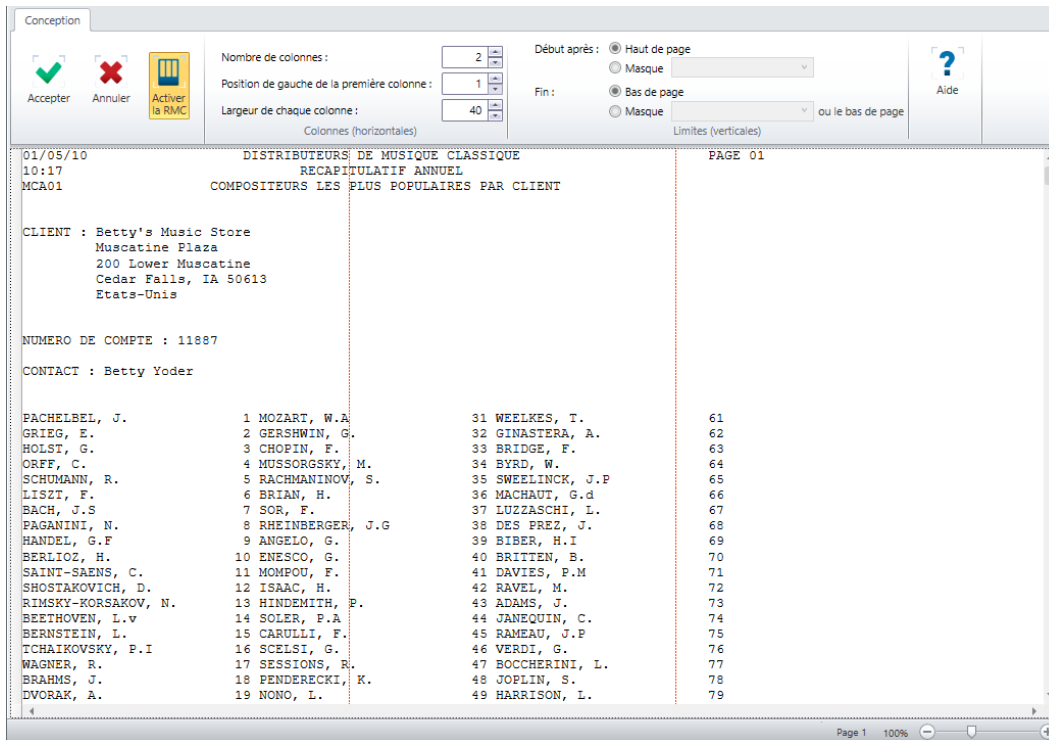 Conception
Accepter
Annuler
Activer la RMC
Nombre de colonnes : 2
Position de gauche de la première colonne : 1
Largeur de chaque colonne : 40
Colonnes (horizontales)
Début après : Haut de page
Masque
Fin : Bas de page
Masque ou le bas de page
Limites (verticales)
?
Aide
01/05/10 DISTRIBUTEURS DE MUSIQUE CLASSIQUE PAGE 01
10:17 RECAPITULATIF ANNUEL
MCA01 COMPOSITEURS LES PLUS POPULAIRES PAR CLIENT
CLIENT : Betty's Music Store
Muscatine Plaza
200 Lower Muscatine
Cedar Falls, IA 50613
Etats-Unis
NUMERO DE COMPTE : 11887
CONTACT : Betty Yoder
PACHELBEL, J. 1 MOZART, W.A 31 WEELKES, T. 61
GRIEG, E. 2 GERSHWIN, G. 32 GINASTERA, A. 62
HOLST, G. 3 CHOPIN, F. 33 BRIDGE, F. 63
ORFF, C. 4 MUSSORGSKY, M. 34 BYRD, W. 64
SCHUMANN, R. 5 RACHMANINOV, S. 35 SWEELINCK, J.P 65
LISZT, F. 6 BRIAN, H. 36 MACHAUT, G.d 66
BACH, J.S 7 SOR, F. 37 LUZZASCHI, L. 67
PAGANINI, N. 8 RHEINBERGER, J.G 38 DES PREZ, J. 68
HANDEL, G.F 9 ANGELO, G. 39 BIBER, H.I 69
BERLIOZ, H. 10 ENESCO, G. 40 BRITTEN, B. 70
SAINT-SAENS, C. 11 MOMPOU, F. 41 DAVIES, P.M 71
SHOSTAKOVICH, D. 12 ISAAC, H. 42 RAVEL, M. 72
RIMSKY-KORSAKOV, N. 13 HINDEMITH, P. 43 ADAMS, J. 73
BEETHOVEN, L.v 14 SOLER, P.A 44 JANEQUIN, C. 74
BERNSTEIN, L. 15 CARULLI, F. 45 RAMEAU, J.P 75
TCHAIKOVSKY, P.I 16 SCELSI, G. 46 VERDI, G. 76
WAGNER, R. 17 SESSIONS, R. 47 BOCCHERINI, L. 77
BRAHMS, J. 18 PENDERECKI, K. 48 JOPLIN, S. 78
DVORAK, A. 19 NONO, L. 49 HARRISON, L. 79
Page 1 100%